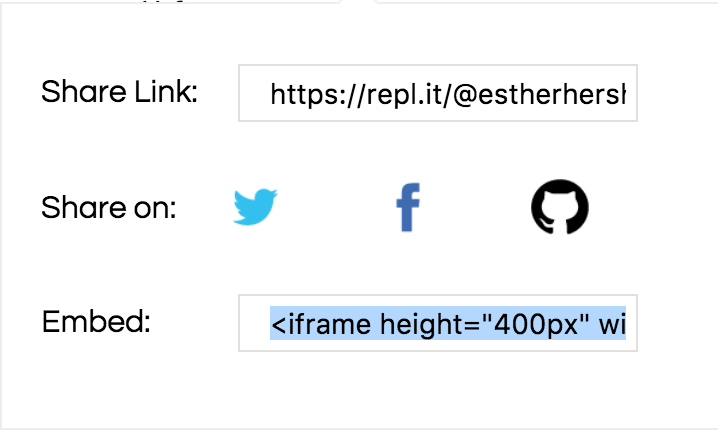 Share Link:
https://repl.it/@estherhersh
Share on:
Embed:
<iframe height="400px" wi